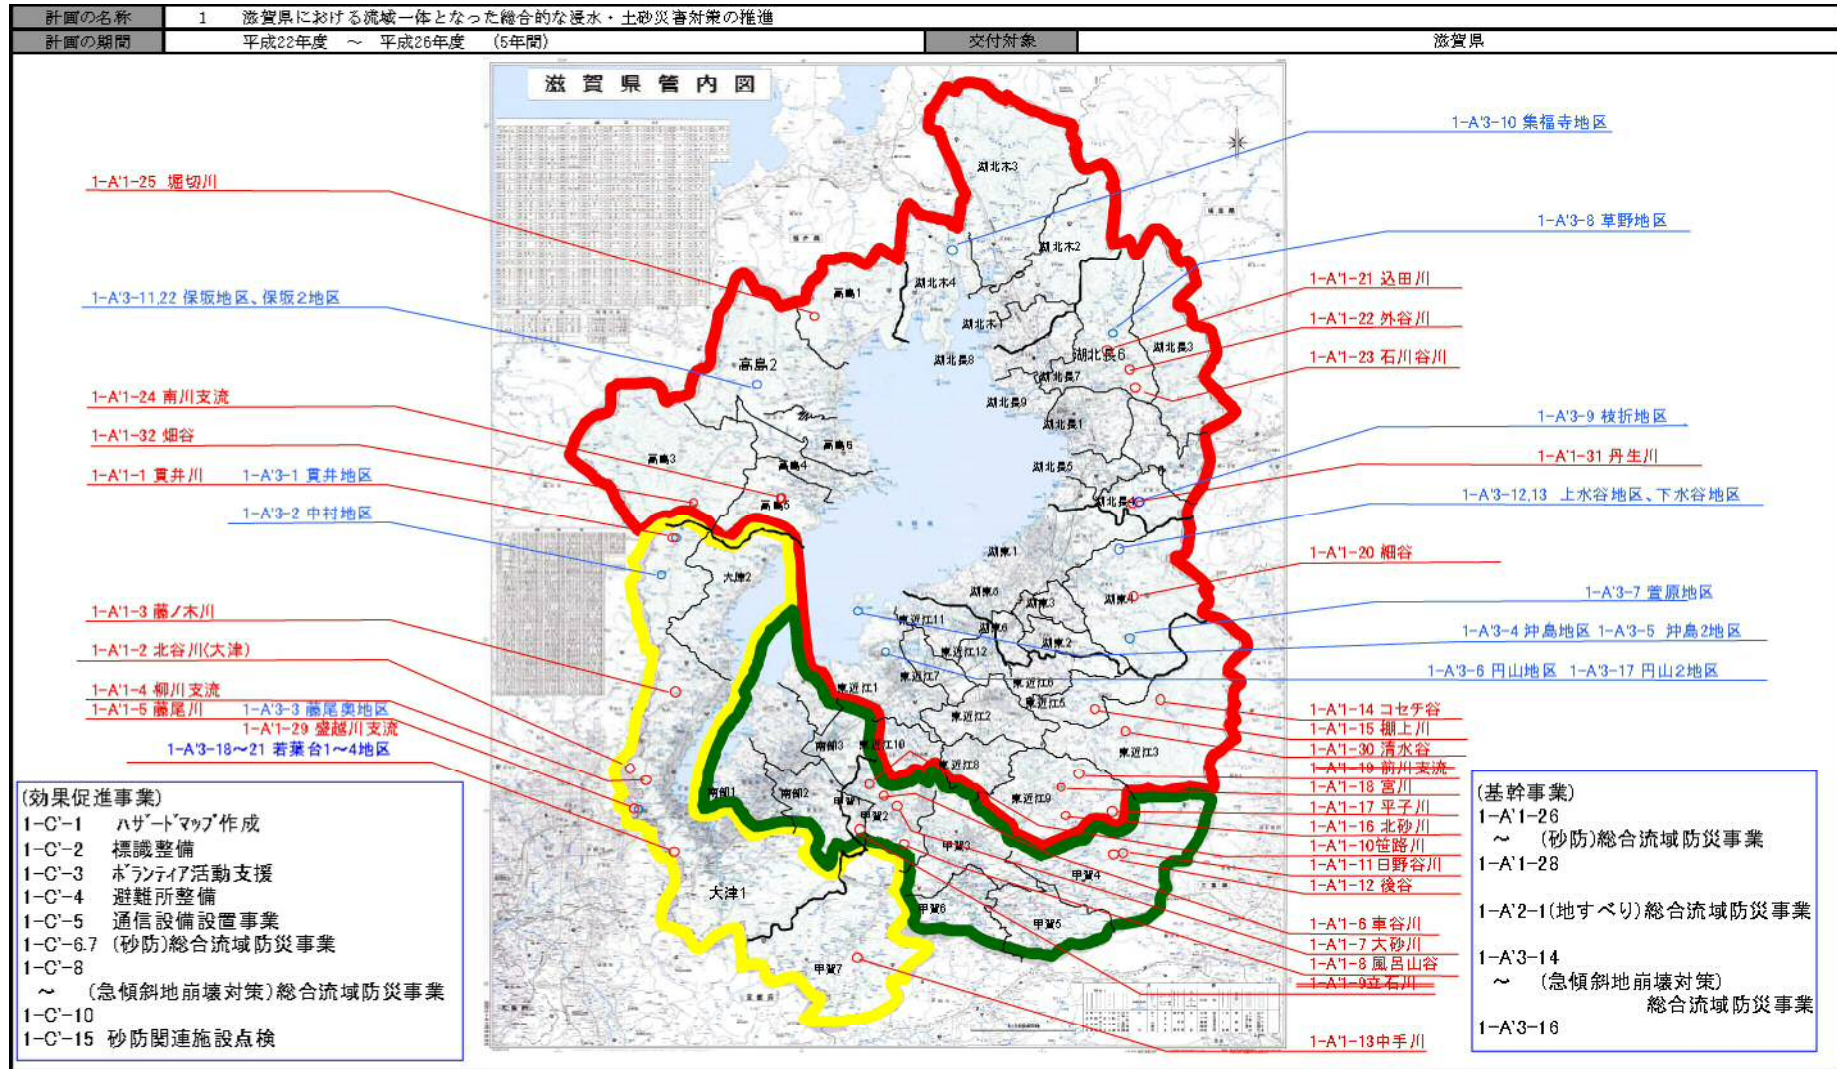 計画の名称 1 滋賀県における流域一体となった総合的な浸水・土砂災害対策の推進
計画の期間 平成22年度 ～ 平成26年度 (5年間) 交付対象 滋賀県
滋賀県管内図
1-A'1-25 堀切川
1-A'3-11,22 保坂地区、保坂2地区
1-A'1-24 南川支流
1-A'1-32 畑谷
1-A'1-1 貫井川 1-A'3-1 貫井地区
1-A'3-2 中村地区
1-A'1-3 藤ノ木川
1-A'1-2 北谷川(大津)
1-A'1-4 柳川支流
1-A'1-5 藤尾川 1-A'3-3 藤尾奥地区
1-A'1-29 盛越川支流
1-A'3-18～21 若葉台1～4地区
(効果促進事業)
1-C'-1 ハザードマップ作成
1-C'-2 標識整備
1-C'-3 ボランティア活動支援
1-C'-4 避難所整備
1-C'-5 通信設備設置事業
1-C'-6.7 (砂防)総合流域防災事業
1-C'-8
～ (急傾斜地崩壊対策)総合流域防災事業
1-C'-10
1-C'-15 砂防関連施設点検
湖北木3
湖北木2
湖北木4
高島1
湖北木1
湖北長8
湖北長6
湖北長3
高島2
湖北長7
湖北長9
湖北長1
高島6
高島3
高島4
湖北長5
高島5
湖北長4
湖東1
大津2
湖東5
湖東3
湖東4
東近江11
湖東6
湖東2
東近江12
東近江7
東近江6
東近江1
東近江5
東近江2
南部3
東近江10
東近江3
東近江8
南部1
南部2
甲賀1
東近江9
甲賀2
甲賀3
甲賀4
大津1
甲賀6
甲賀5
甲賀7
1-A'3-10 集福寺地区
1-A'3-8 草野地区
1-A'1-21 込田川
1-A'1-22 外谷川
1-A'1-23 石川谷川
1-A'3-9 枝折地区
1-A'1-31 丹生川
1-A'3-12,13 上水谷地区、下水谷地区
1-A'1-20 細谷
1-A'3-7 萱原地区
1-A'3-4 沖島地区 1-A'3-5 沖島2地区
1-A'3-6 円山地区 1-A'3-17 円山2地区
1-A'1-14 コセチ谷
1-A'1-15 棚上川
1-A'1-30 清水谷
1-A'1-19 前川支流
1-A'1-18 宮川
1-A'1-17 平子川
1-A'1-16 北砂川
1-A'1-10笹路川
1-A'1-11日野谷川
1-A'1-12 後谷
1-A'1-6 車谷川
1-A'1-7 大砂川
1-A'1-8 風呂山谷
1-A'1-9立石川
1-A'1-13中手川
(基幹事業)
1-A'1-26
～ (砂防)総合流域防災事業
1-A'1-28
1-A'2-1(地すべり)総合流域防災事業
1-A'3-14
～ (急傾斜地崩壊対策)
総合流域防災事業
1-A'3-16